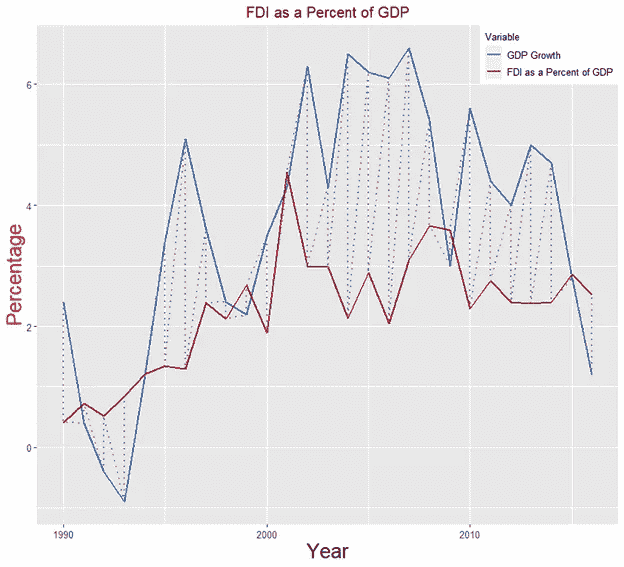 FDI as a Percent of GDP
Variable
GDP Growth
FDI as a Percent of GDP
Percentage
6
4
2
0
1990
2000
2010
Year